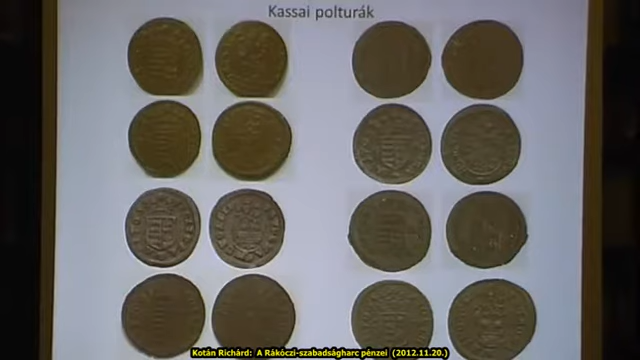 Kassai polturák
Kotán Richárd: A Rákóczi-szabadságharc pénzei (2012.11.20.)